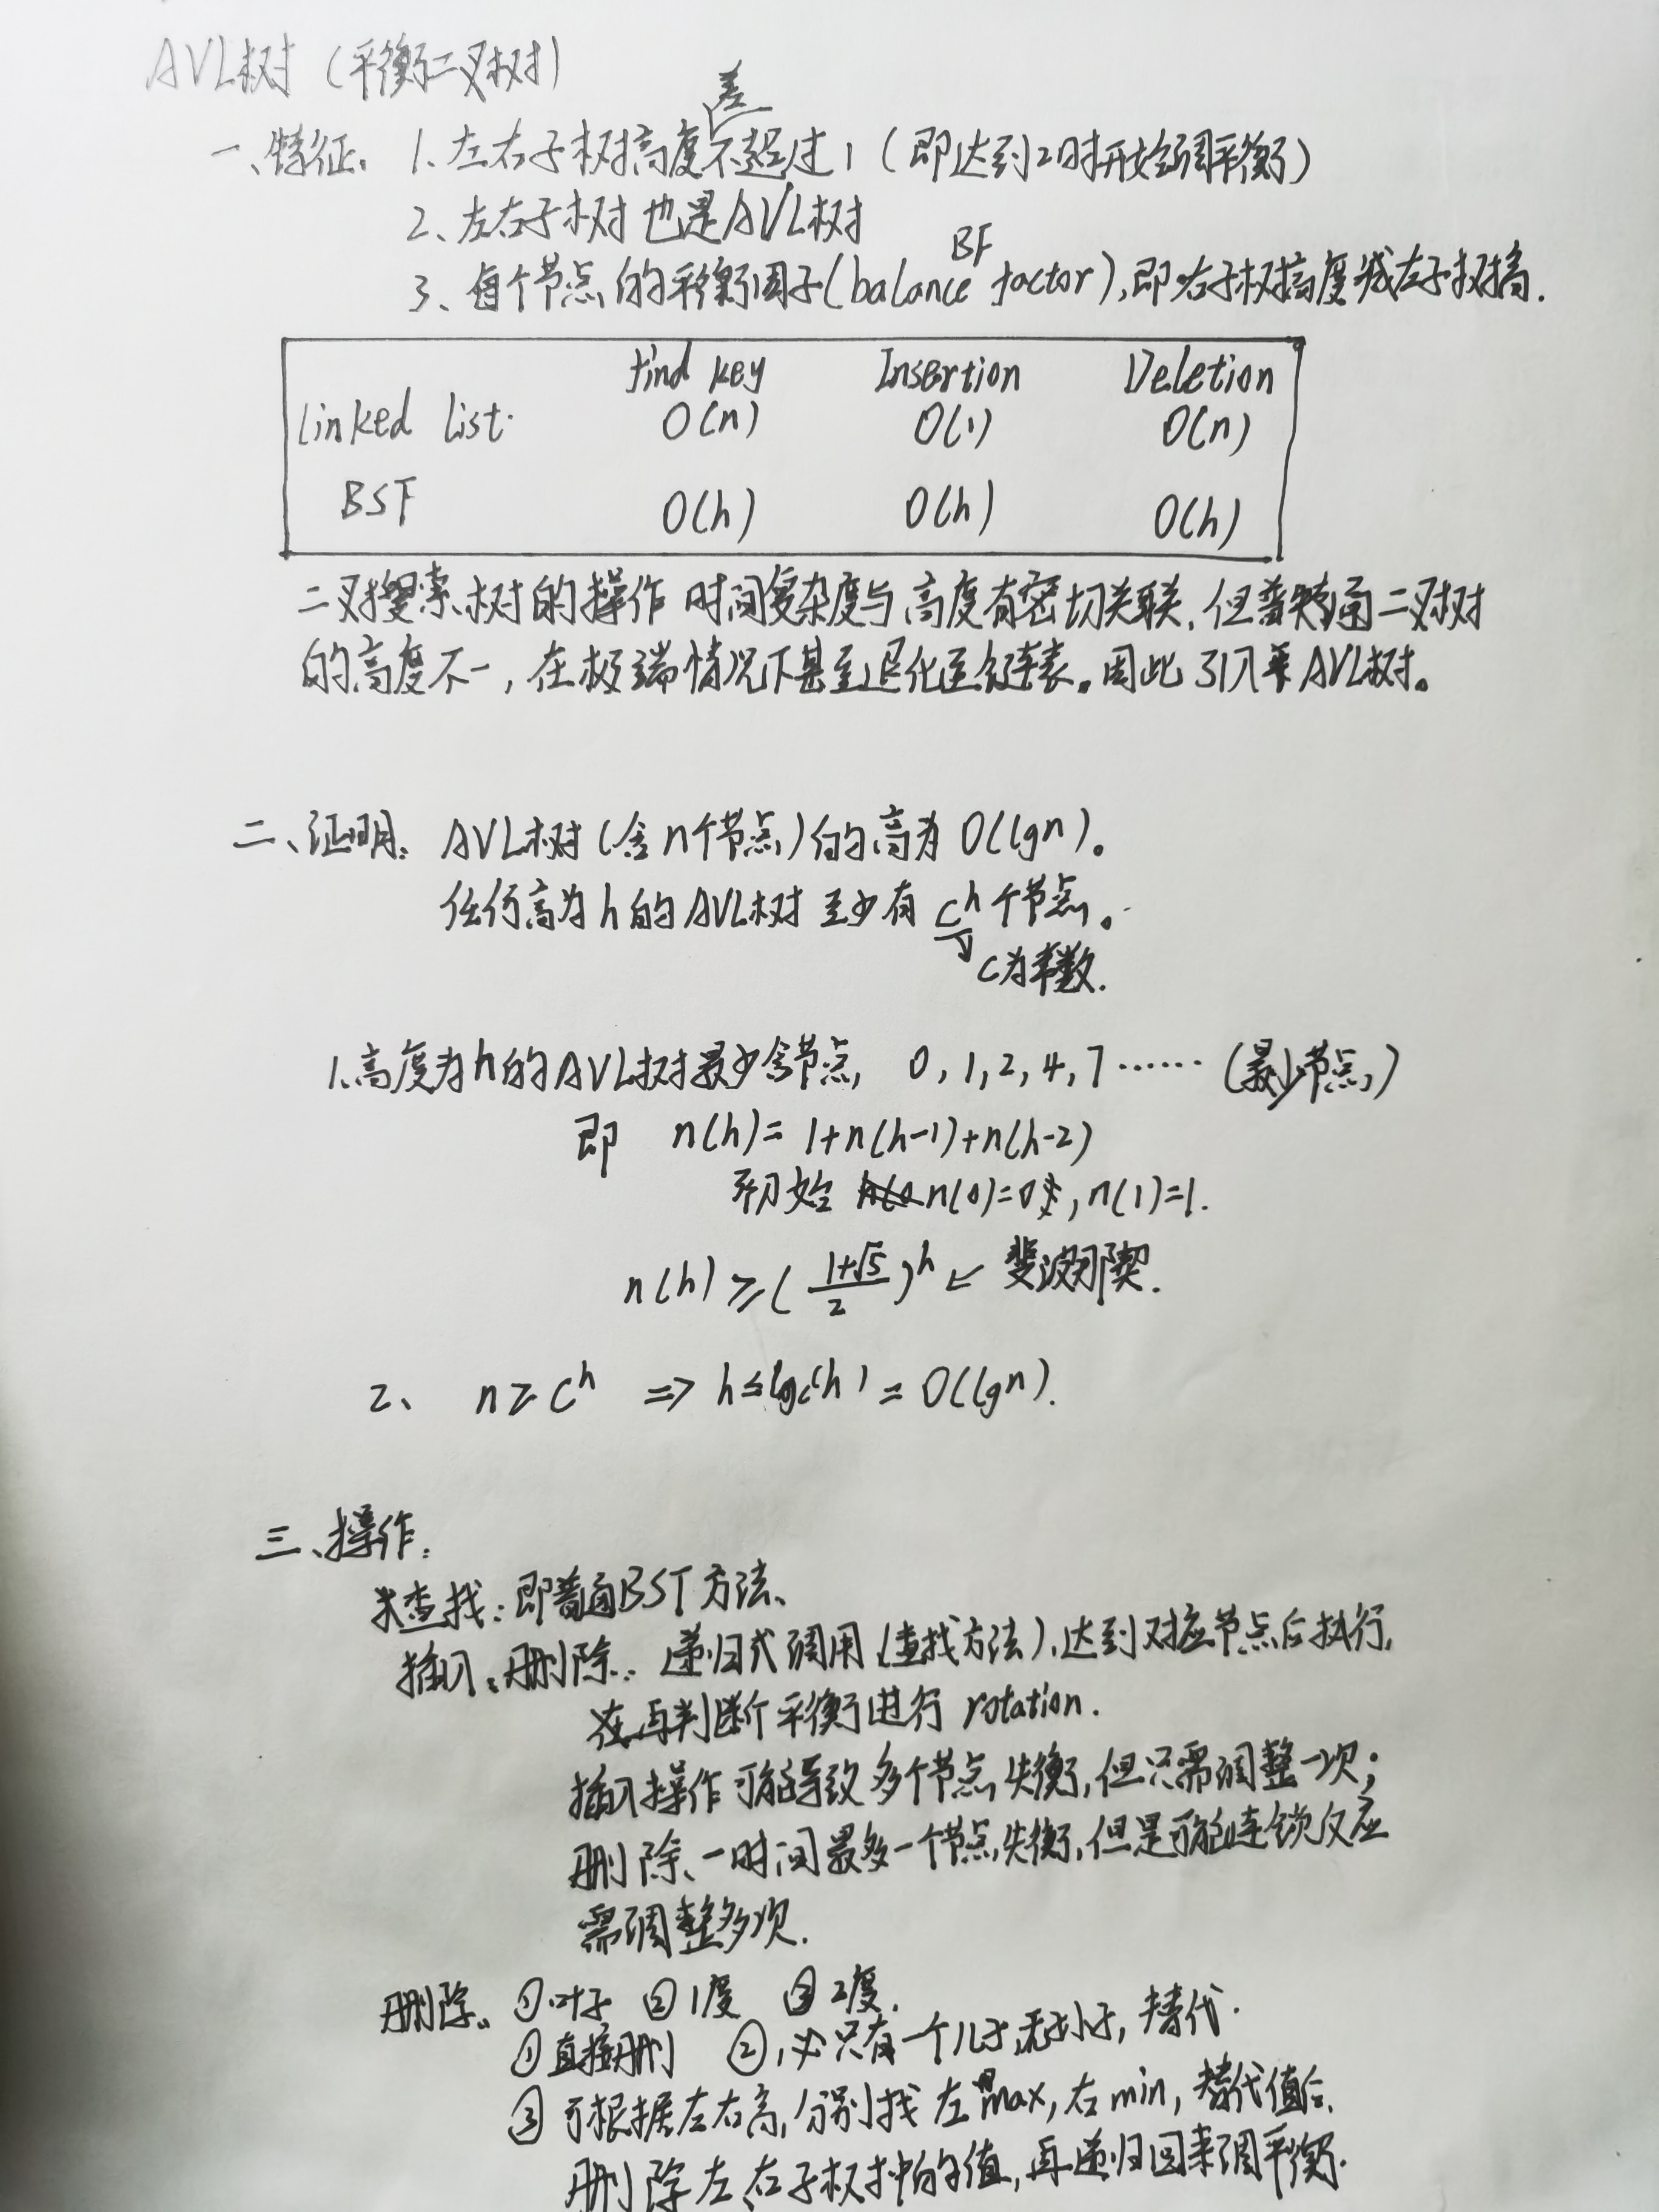 AVL树（平衡二叉树）
差
一、特征：1、左右子树高度不超过1（即达到2时开始调平衡）
2、左右子树也是AVL树
BF
3、每个节点的平衡因子(balance factor),即右子树高度减左子树高.
find key Insertion Deletion
linked list. O(n) O(1) O(n)
BST O(h) O(h) O(h)
二叉搜索树的操作时间复杂度与高度有密切关联,但普通二叉树
的高度不一,在极端情况下甚至退化至链表。因此引入AVL树。
二、证明：AVL树(含n个节点)的高为O(lgn)。
任何高为h的AVL树至少有c^h个节点。
c为常数.
1.高度为h的AVL树最少含节点, 0,1,2,4,7……(最少节点)
即 n(h)=1+n(h-1)+n(h-2)
初始 n(0)=0,n(1)=1.
n(h)≥(\frac{1+√5}{2})^h ↙ 斐波那契.
2、 n≥c^h ⇒ h≤log_c(h)=O(lgn).
三、操作：
查找：即普通BST方法、
插入、删除：递归式调用(查找方法),达到对应节点后执行,
再判断平衡进行rotation.
插入操作可能导致多个节点失衡,但只需调整一次；
删除、一时间最多一个节点失衡,但是可能连锁反应
需调整多次.
删除。①叶子 ②1度 ③2度.
①直接删 ②,必只有一个儿子,无孙子,替代.
③可根据左右高,分别找左max,右min,替代值后.
删除左、右子树中的值,再递归回来调平衡.